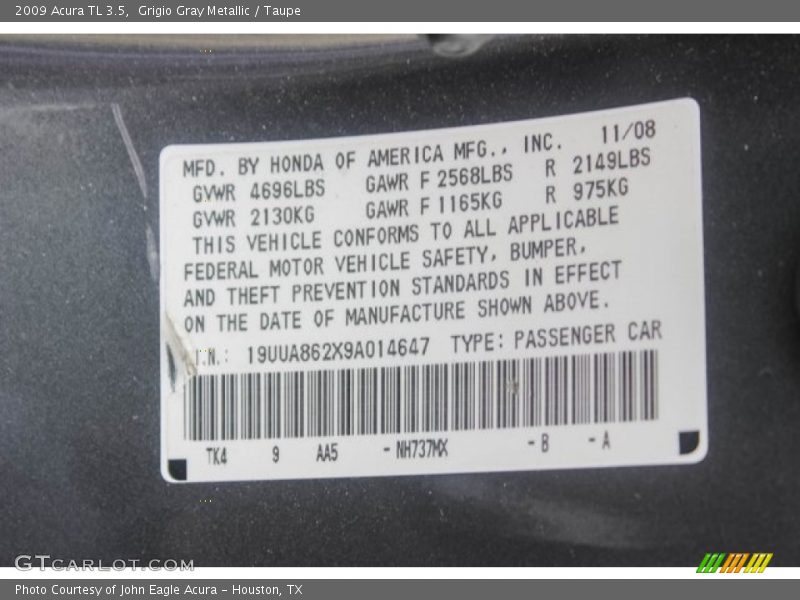 2009 Acura TL 3.5,  Grigio Gray Metallic / Taupe
MFD. BY HONDA OF AMERICA MFG., INC. 11/08
GVWR 4696LBS GAWR F 2568LBS R 2149LBS
GVWR 2130KG GAWR F 1165KG R 975KG
THIS VEHICLE CONFORMS TO ALL APPLICABLE
FEDERAL MOTOR VEHICLE SAFETY, BUMPER,
AND THEFT PREVENTION STANDARDS IN EFFECT
ON THE DATE OF MANUFACTURE SHOWN ABOVE.
I.N.: 19UUA862X9A014647 TYPE: PASSENGER CAR
TK4 9 AA5 -NH737MX -B -A
GTCARLOT.COM
Photo Courtesy of John Eagle Acura – Houston, TX